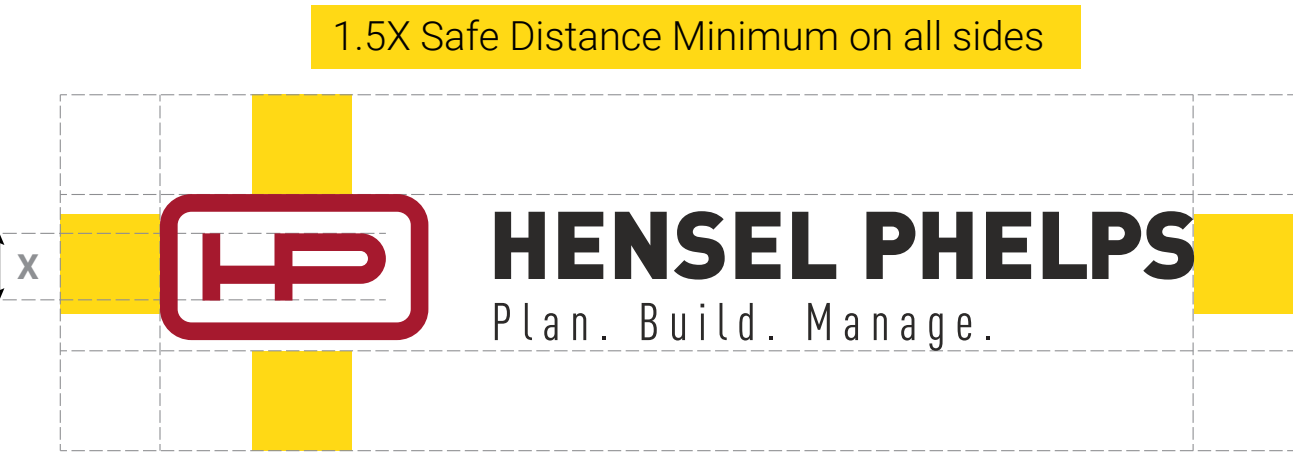 1.5X Safe Distance Minimum on all sides
X
HP
HENSEL PHELPS
Plan. Build. Manage.